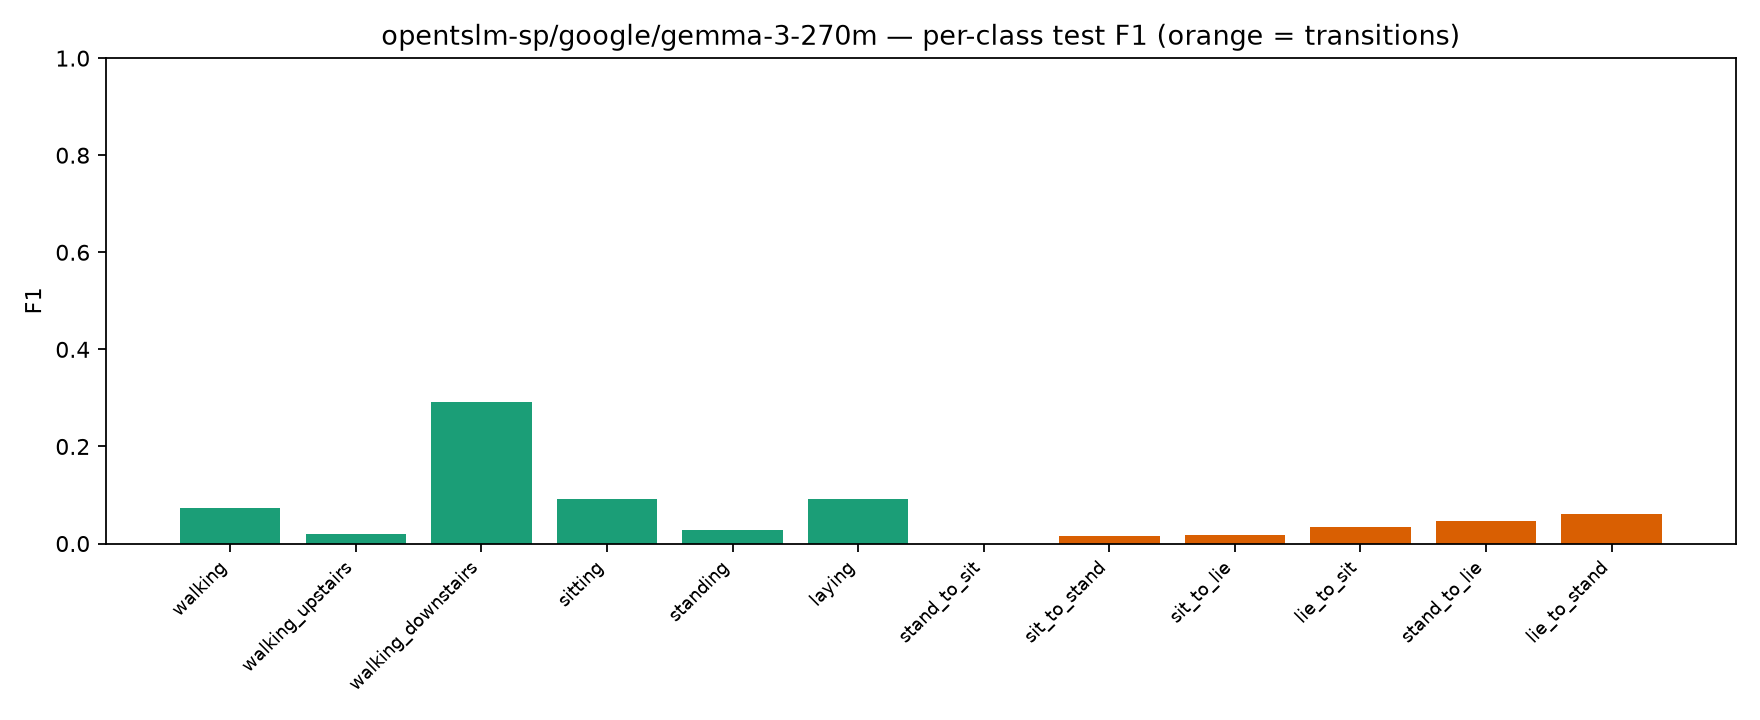 opentslm-sp/google/gemma-3-270m — per-class test F1 (orange = transitions)
1.0
0.8
0.6
0.4
0.2
0.0
F1
walking
walking_upstairs
walking_downstairs
sitting
standing
laying
stand_to_sit
sit_to_stand
sit_to_lie
lie_to_sit
stand_to_lie
lie_to_stand